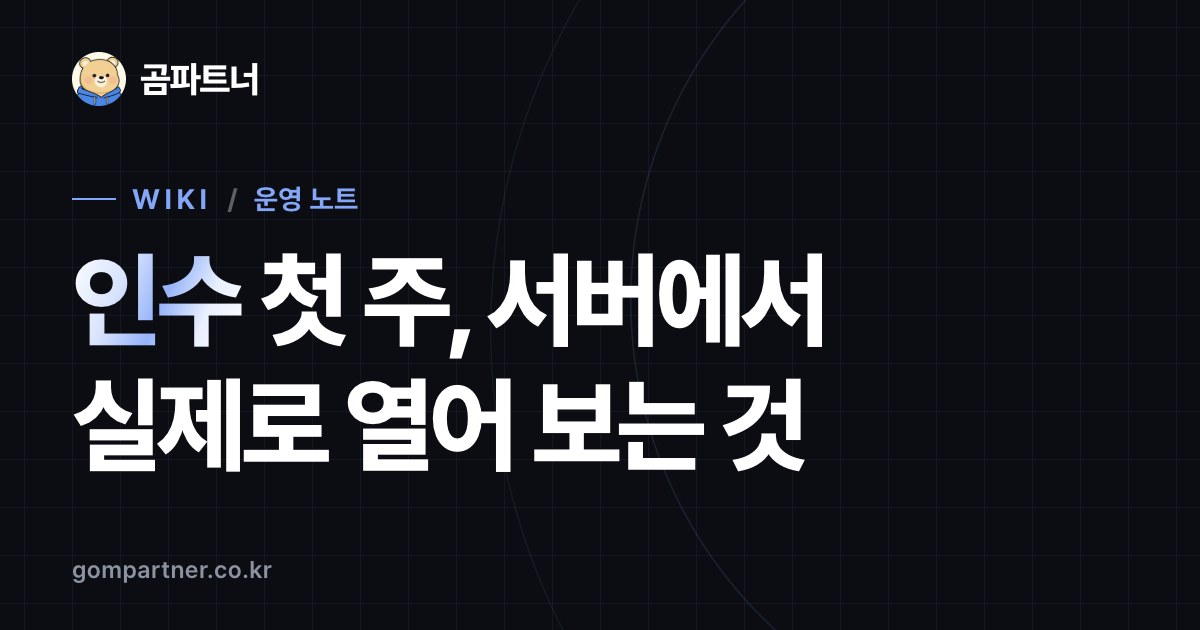 곰파트너
WIKI / 운영 노트
인수 첫 주, 서버에서
실제로 열어 보는 것
gompartner.co.kr